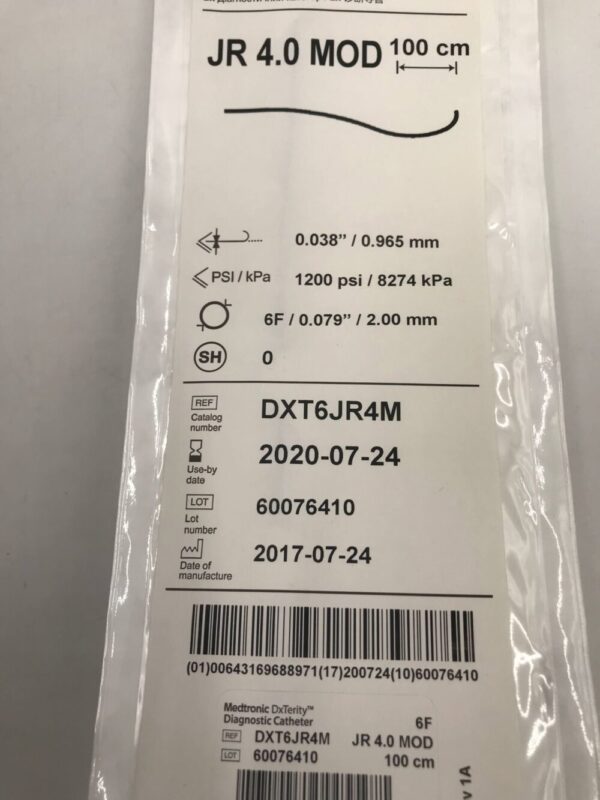 JR 4.0 MOD 100 cm
0.038” / 0.965 mm
PSI / kPa 1200 psi / 8274 kPa
6F / 0.079” / 2.00 mm
SH 0
REF DXT6JR4M
Catalog
number
2020-07-24
Use-by
date
LOT 60076410
Lot
number
2017-07-24
Date of
manufacture
(01)00643169688971(17)200724(10)60076410
Medtronic DxTerity™
Diagnostic Catheter 6F
REF DXT6JR4M JR 4.0 MOD
LOT 60076410 100 cm
v 1A